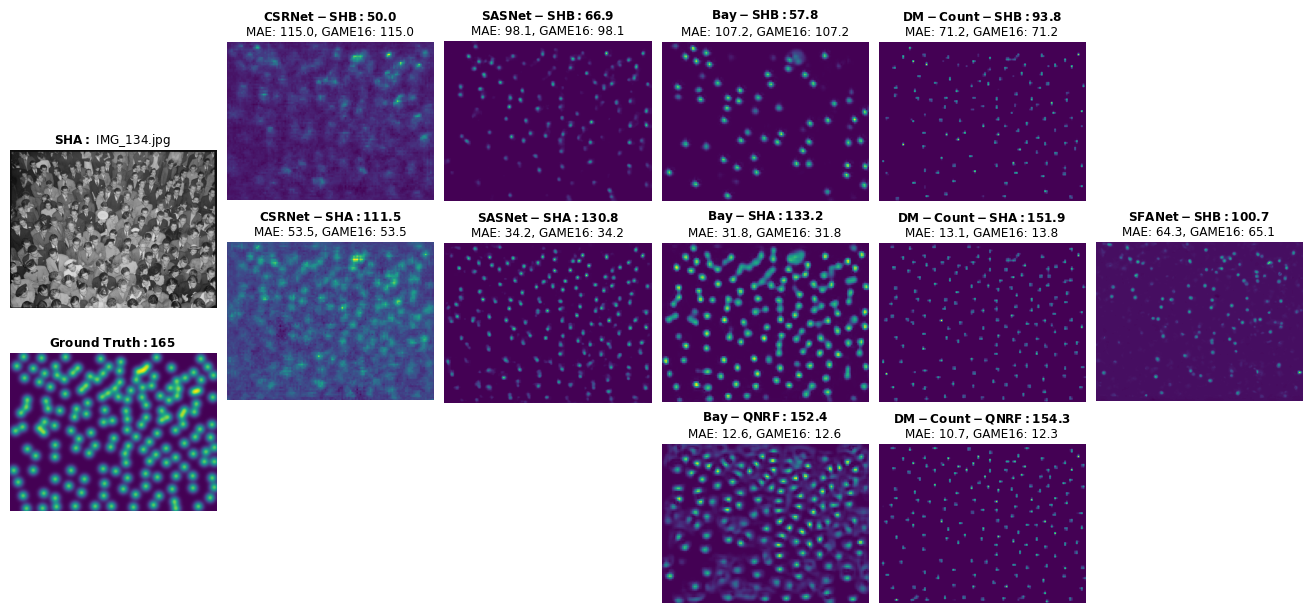 CSRNet – SHB : 50.0
MAE: 115.0, GAME16: 115.0
SASNet – SHB : 66.9
MAE: 98.1, GAME16: 98.1
Bay – SHB : 57.8
MAE: 107.2, GAME16: 107.2
DM – Count – SHB : 93.8
MAE: 71.2, GAME16: 71.2
SHA : IMG_134.jpg
CSRNet – SHA : 111.5
MAE: 53.5, GAME16: 53.5
SASNet – SHA : 130.8
MAE: 34.2, GAME16: 34.2
Bay – SHA : 133.2
MAE: 31.8, GAME16: 31.8
DM – Count – SHA : 151.9
MAE: 13.1, GAME16: 13.8
SFANet – SHB : 100.7
MAE: 64.3, GAME16: 65.1
Ground Truth : 165
Bay – QNRF : 152.4
MAE: 12.6, GAME16: 12.6
DM – Count – QNRF : 154.3
MAE: 10.7, GAME16: 12.3